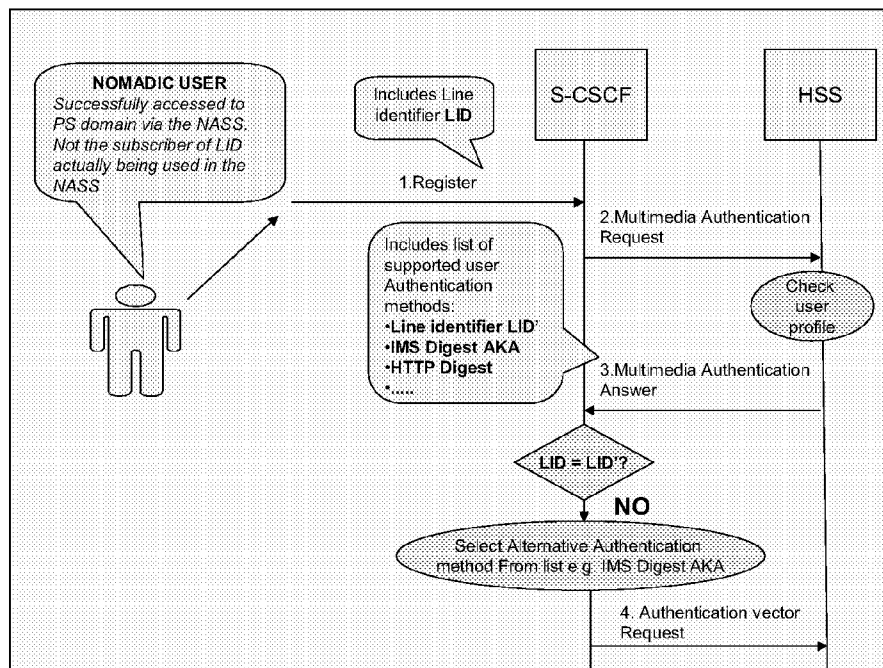 NOMADIC USER
Successfully accessed to
PS domain via the NASS.
Not the subscriber of LID
actually being used in the
NASS
Includes Line
identifier LID
S-CSCF
HSS
1.Register
2.Multimedia Authentication
Request
Includes list of
supported user
Authentication
methods:
•Line identifier LID'
•IMS Digest AKA
•HTTP Digest
•.....
Check
user
profile
3.Multimedia Authentication
Answer
LID = LID'?
NO
Select Alternative Authentication
method From list e.g. IMS Digest AKA
4. Authentication vector
Request